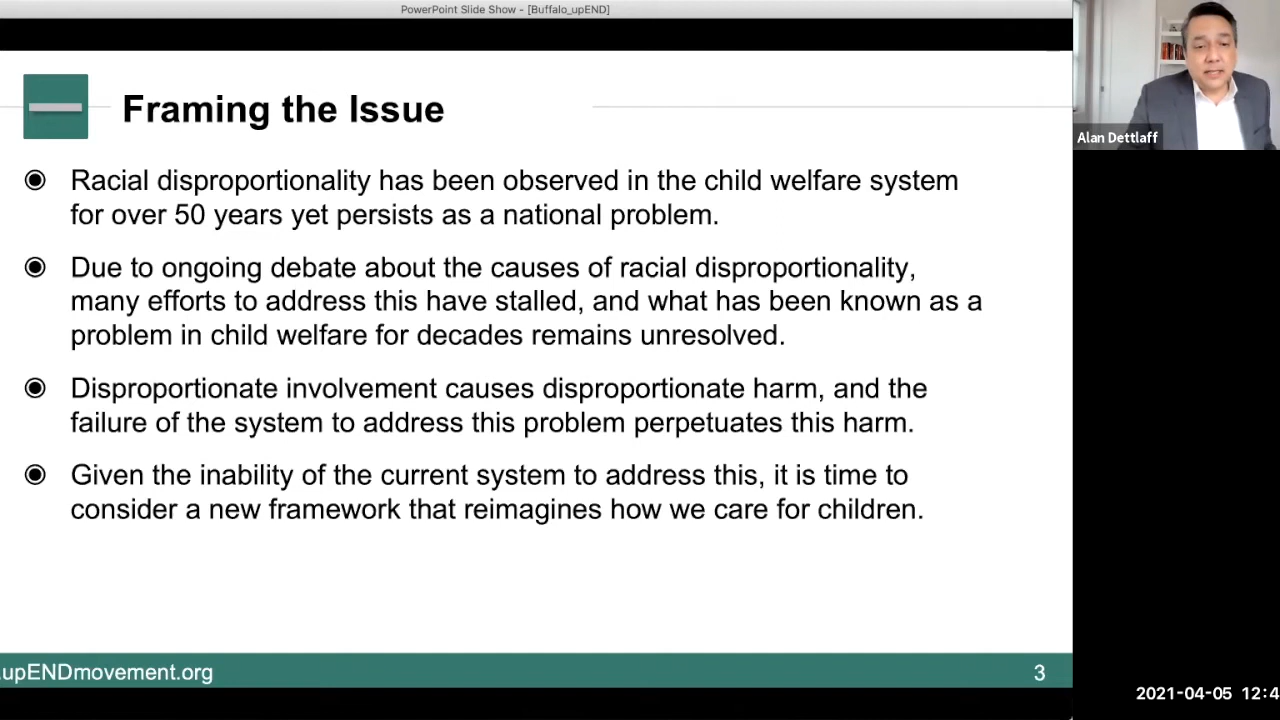 PowerPoint Slide Show - [Buffalo_upEND]
Framing the Issue
Racial disproportionality has been observed in the child welfare system
for over 50 years yet persists as a national problem.
Due to ongoing debate about the causes of racial disproportionality,
many efforts to address this have stalled, and what has been known as a
problem in child welfare for decades remains unresolved.
Disproportionate involvement causes disproportionate harm, and the
failure of the system to address this problem perpetuates this harm.
Given the inability of the current system to address this, it is time to
consider a new framework that reimagines how we care for children.
.upENDmovement.org
3
Alan Dettlaff
2021-04-05 12:4